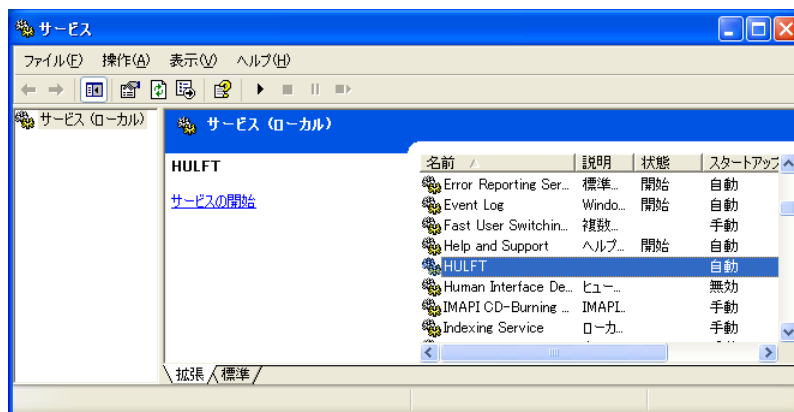 サービス
ファイル(F) 操作(A) 表示(V) ヘルプ(H)
サービス (ローカル)
サービス (ローカル)
HULFT
サービスの開始
名前 説明 状態 スタートアップ
Error Reporting Ser... 標準... 開始 自動
Event Log Windo... 開始 自動
Fast User Switchin... 複数... 手動
Help and Support ヘルプ... 開始 自動
HULFT 自動
Human Interface De... ヒュー... 無効
IMAPI CD-Burning ... IMAPI... 手動
Indexing Service ローカ... 手動
拡張 標準